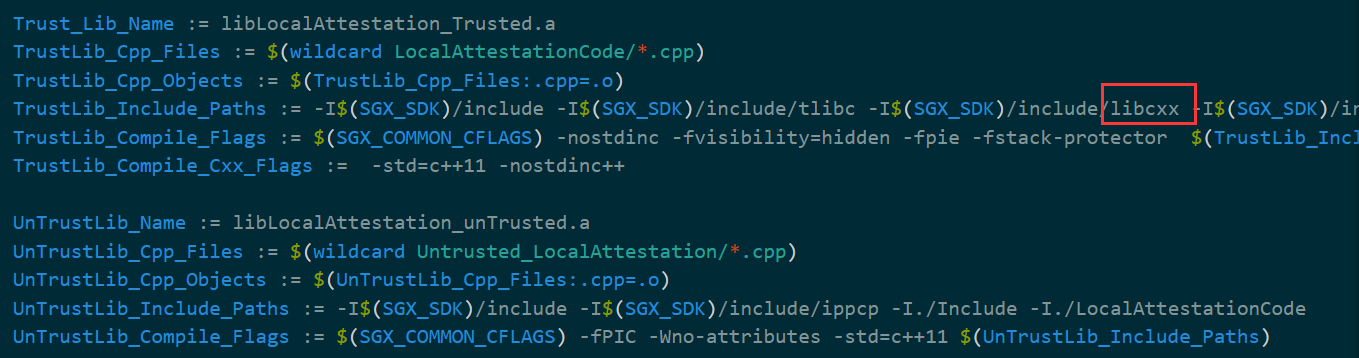 Trust_Lib_Name := libLocalAttestation_Trusted.a
TrustLib_Cpp_Files := $(wildcard LocalAttestationCode/*.cpp)
TrustLib_Cpp_Objects := $(TrustLib_Cpp_Files:.cpp=.o)
TrustLib_Include_Paths := -I$(SGX_SDK)/include -I$(SGX_SDK)/include/tlibc -I$(SGX_SDK)/include/libcxx -I$(SGX_SDK)/in
TrustLib_Compile_Flags := $(SGX_COMMON_CFLAGS) -nostdinc -fvisibility=hidden -fpie -fstack-protector  $(TrustLib_Incl
TrustLib_Compile_Cxx_Flags :=  -std=c++11 -nostdinc++
UnTrustLib_Name := libLocalAttestation_unTrusted.a
UnTrustLib_Cpp_Files := $(wildcard Untrusted_LocalAttestation/*.cpp)
UnTrustLib_Cpp_Objects := $(UnTrustLib_Cpp_Files:.cpp=.o)
UnTrustLib_Include_Paths := -I$(SGX_SDK)/include -I$(SGX_SDK)/include/ippcp -I./Include -I./LocalAttestationCode
UnTrustLib_Compile_Flags := $(SGX_COMMON_CFLAGS) -fPIC -Wno-attributes -std=c++11 $(UnTrustLib_Include_Paths)